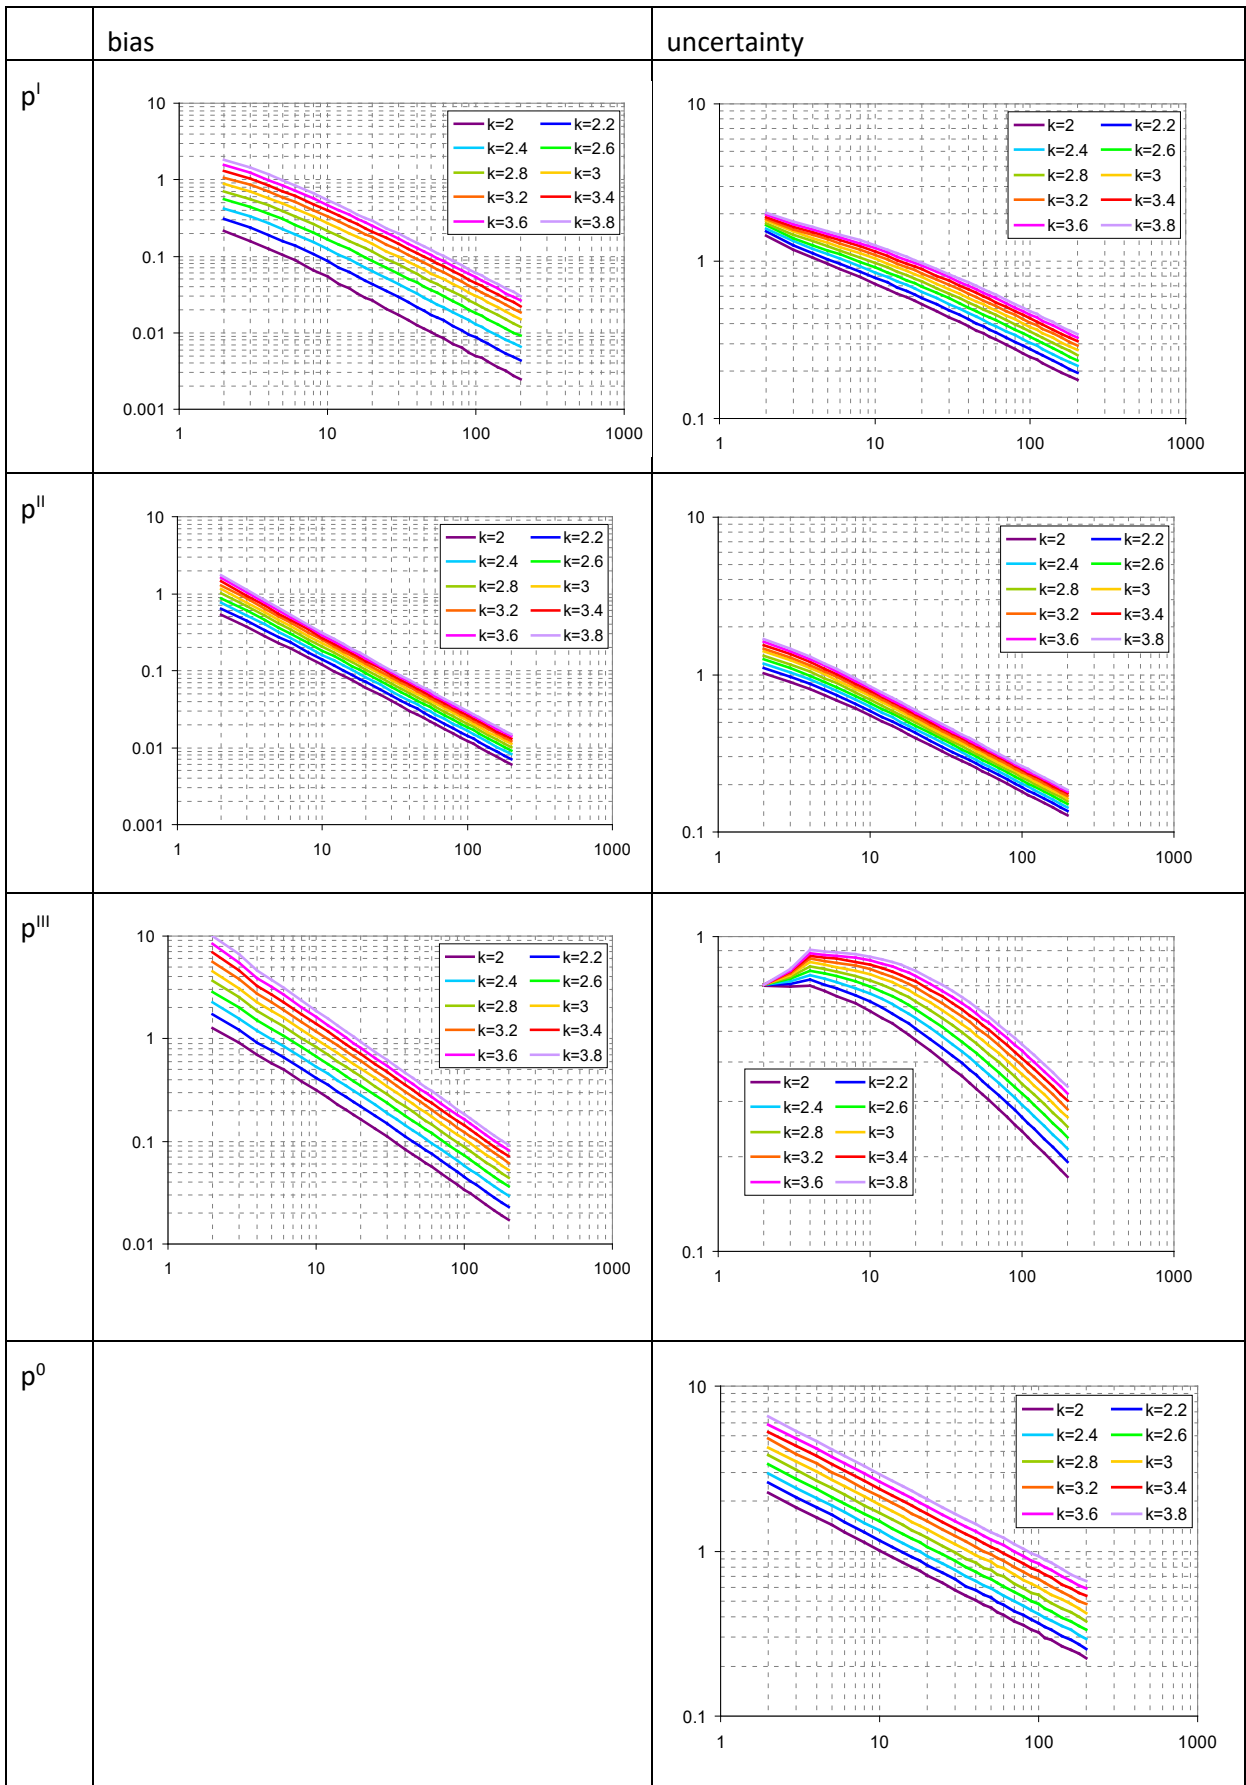 bias uncertainty
p^I
10
1
0.1
0.01
0.001
1 10 100 1000
k=2 k=2.2
k=2.4 k=2.6
k=2.8 k=3
k=3.2 k=3.4
k=3.6 k=3.8
10
1
0.1
1 10 100 1000
k=2 k=2.2
k=2.4 k=2.6
k=2.8 k=3
k=3.2 k=3.4
k=3.6 k=3.8
p^II
10
1
0.1
0.01
0.001
1 10 100 1000
k=2 k=2.2
k=2.4 k=2.6
k=2.8 k=3
k=3.2 k=3.4
k=3.6 k=3.8
10
1
0.1
1 10 100 1000
k=2 k=2.2
k=2.4 k=2.6
k=2.8 k=3
k=3.2 k=3.4
k=3.6 k=3.8
p^III
10
1
0.1
0.01
1 10 100 1000
k=2 k=2.2
k=2.4 k=2.6
k=2.8 k=3
k=3.2 k=3.4
k=3.6 k=3.8
1
0.1
1 10 100 1000
k=2 k=2.2
k=2.4 k=2.6
k=2.8 k=3
k=3.2 k=3.4
k=3.6 k=3.8
p^0
10
1
0.1
1 10 100 1000
k=2 k=2.2
k=2.4 k=2.6
k=2.8 k=3
k=3.2 k=3.4
k=3.6 k=3.8